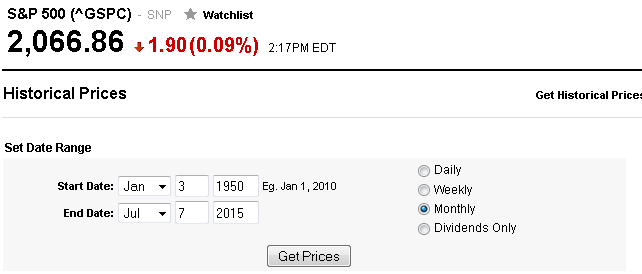 S&P 500 (^GSPC) - SNP ★ Watchlist
2,066.86 1.90(0.09%) 2:17PM EDT
Historical Prices
Get Historical Prices
Set Date Range
Start Date: Jan 3 1950 Eg. Jan 1, 2010
End Date: Jul 7 2015
Daily
Weekly
Monthly
Dividends Only
Get Prices